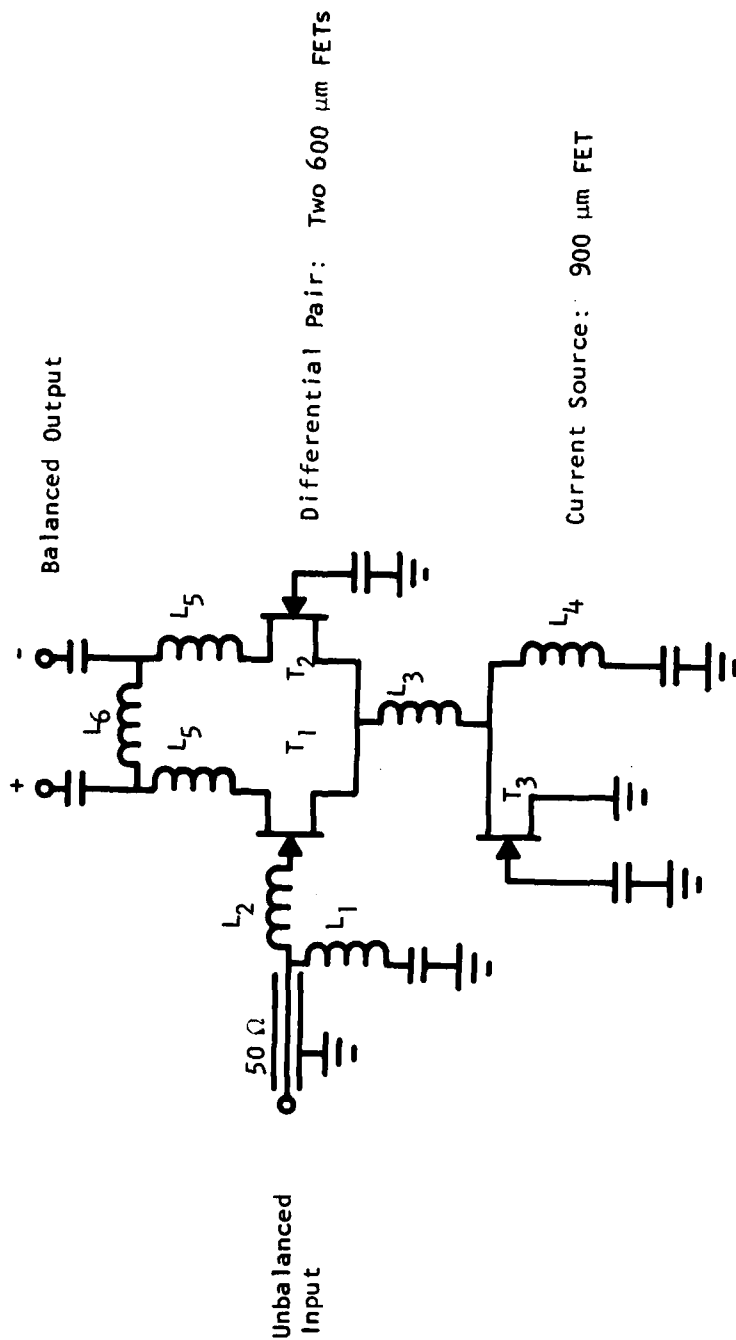 Balanced Output
+
-
L6
L5
L5
Differential Pair: Two 600 μm FETs
T1
T2
50 Ω
L2
L1
Unbalanced
Input
L3
L4
T3
Current Source: 900 μm FET